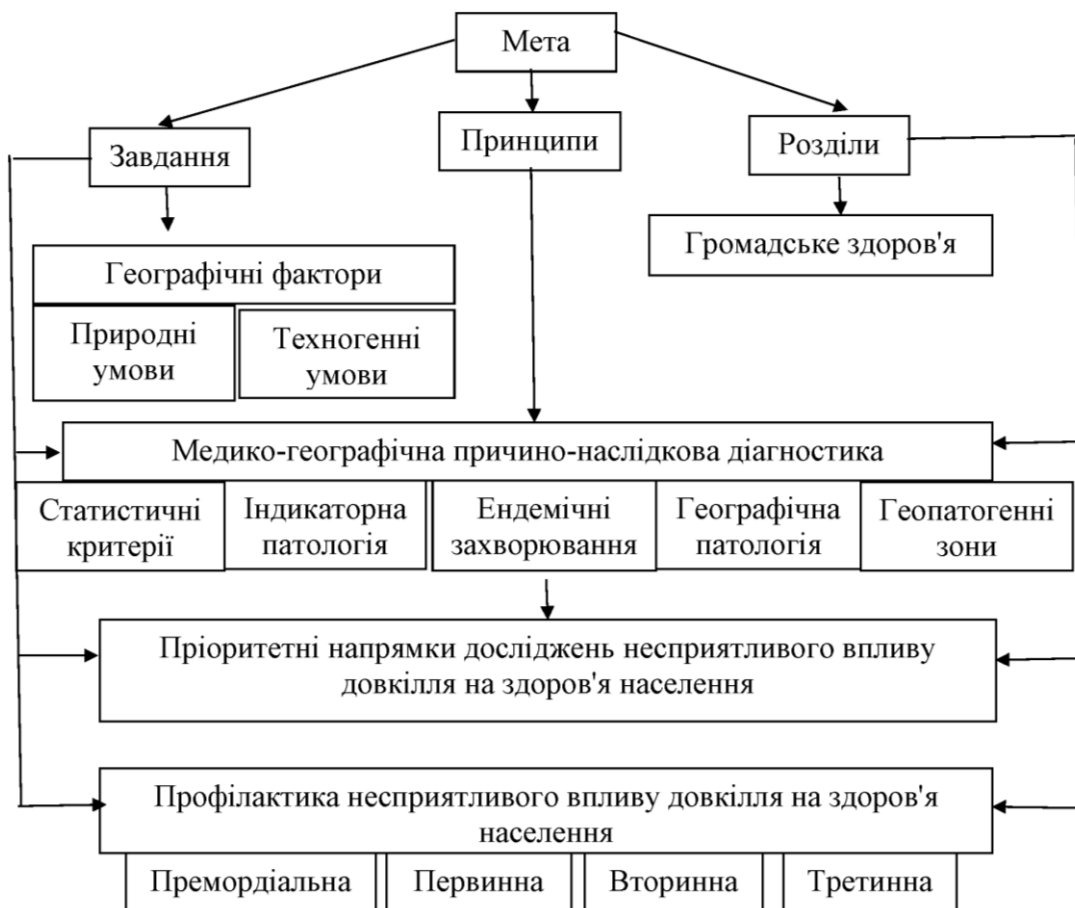 Мета
Завдання
Принципи
Розділи
Громадське здоров'я
Географічні фактори
Природні
умови
Техногенні
умови
Медико-географічна причино-наслідкова діагностика
Статистичні
критерії
Індикаторна
патологія
Ендемічні
захворювання
Географічна
патологія
Геопатогенні
зони
Пріоритетні напрямки досліджень несприятливого впливу
довкілля на здоров'я населення
Профілактика несприятливого впливу довкілля на здоров'я
населення
Премордіальна
Первинна
Вторинна
Третинна